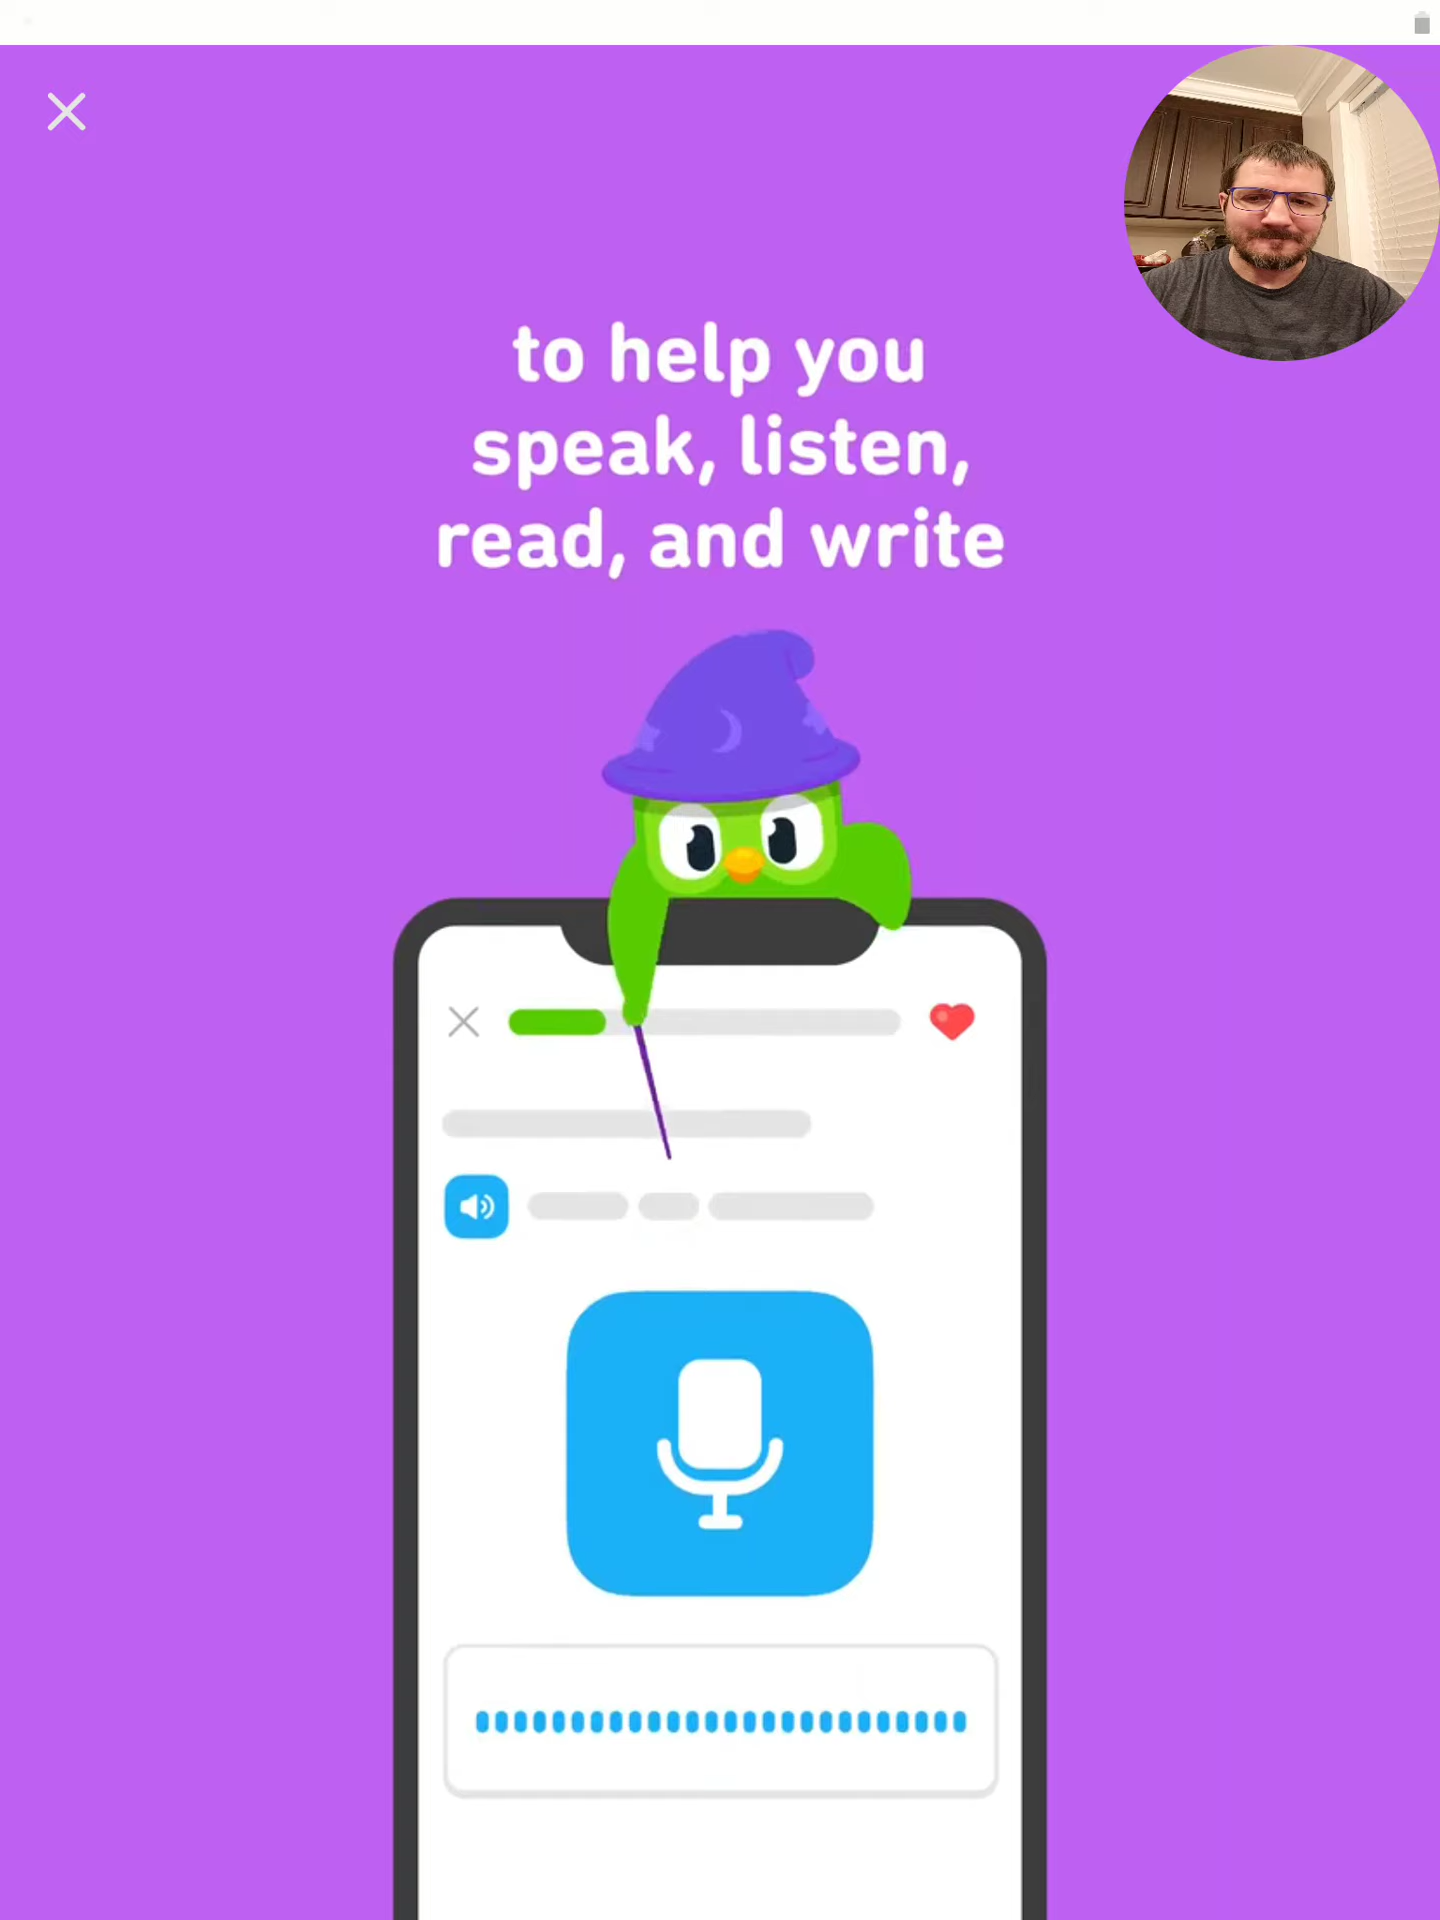 to help you
speak, listen,
read, and write